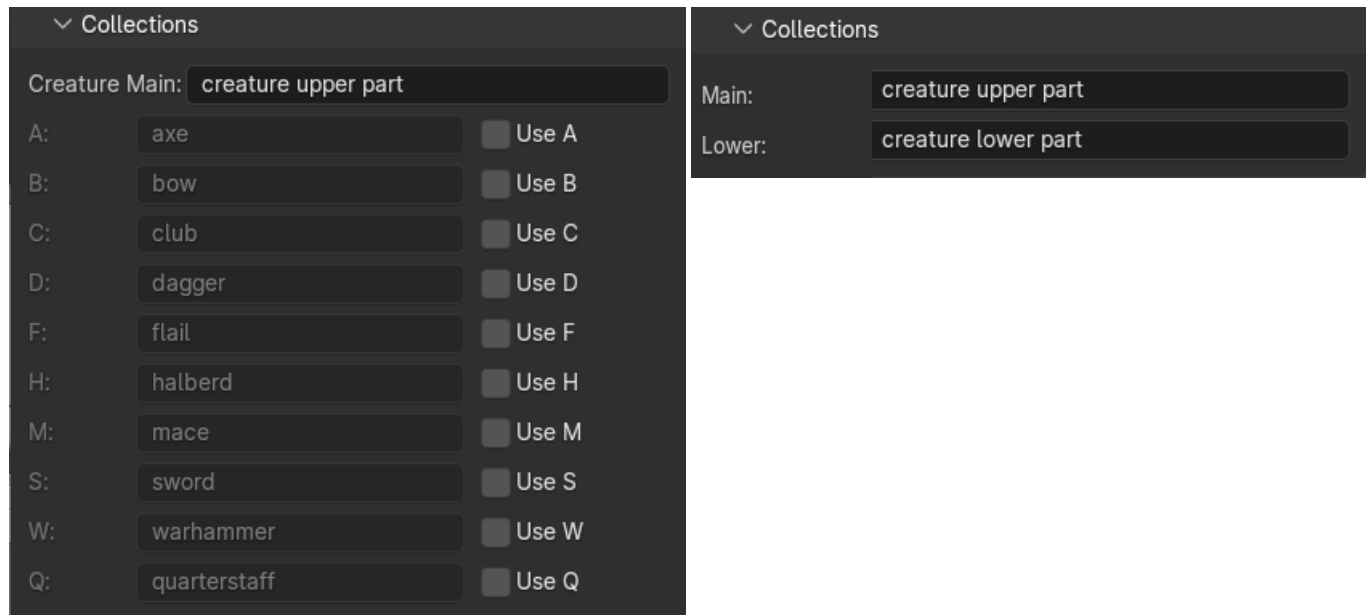 Collections
Creature Main: creature upper part
A: axe Use A
B: bow Use B
C: club Use C
D: dagger Use D
F: flail Use F
H: halberd Use H
M: mace Use M
S: sword Use S
W: warhammer Use W
Q: quarterstaff Use Q
Collections
Main: creature upper part
Lower: creature lower part